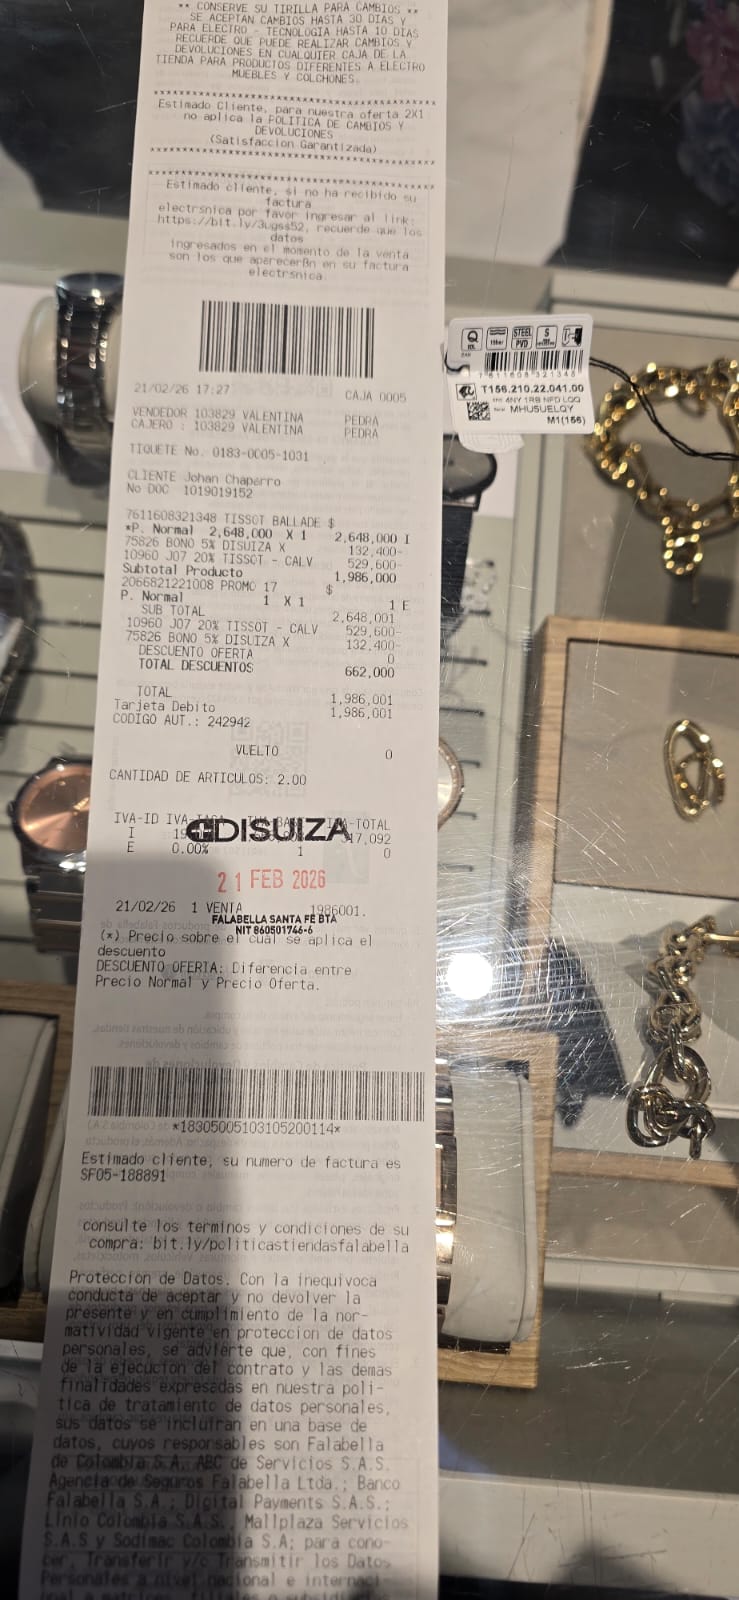 ** CONSERVE SU TIRILLA PARA CAMBIOS **
SE ACEPTAN CAMBIOS HASTA 30 DIAS Y
PARA ELECTRO - TECNOLOGIA HASTA 10 DIAS
RECUERDE QUE PUEDE REALIZAR CAMBIOS Y
DEVOLUCIONES EN CUALQUIER CAJA DE LA
TIENDA PARA PRODUCTOS DIFERENTES A ELECTRO
MUEBLES Y COLCHONES.
Estimado Cliente, para nuestra oferta 2X1
no aplica la POLITICA DE CAMBIOS Y
DEVOLUCIONES
(Satisfaccion Garantizada)
Estimado cliente, si no ha recibido su
factura
electrsnica por favor ingresar al link:
https://bit.ly/3ugss52, recuerde que los
datos
ingresados en el momento de la venta
son los que aparecerßn en su factura
electrsnica.
21/02/26 17:27 CAJA 0005
VENDEDOR 103829 VALENTINA PEDRA
CAJERO : 103829 VALENTINA PEDRA
TIQUETE No. 0183-0005-1031
CLIENTE Johan Chaparro
No DOC 1019019152
7611608321348 TISSOT BALLADE $
*P. Normal 2,648,000 X 1 2,648,000 I
75826 BONO 5% DISUIZA X 132,400-
10960 J07 20% TISSOT - CALV 529,600-
Subtotal Producto 1,986,000
2066821221008 PROMO 17 $
P. Normal 1 X 1 1 E
SUB TOTAL 2,648,001
10960 J07 20% TISSOT - CALV 529,600-
75826 BONO 5% DISUIZA X 132,400-
DESCUENTO OFERTA 0
TOTAL DESCUENTOS 662,000
TOTAL 1,986,001
Tarjeta Debito 1,986,001
CODIGO AUT.: 242942
VUELTO 0
CANTIDAD DE ARTICULOS: 2.00
IVA-ID IVA-TASA IVA-BASE IVA-TOTAL
I 19 317,092
E 0.00% 1 0
DISUIZA
21 FEB 2026
21/02/26 1 VENTA 1986001.
FALABELLA SANTA FE BTA
NIT 860501746-6
(*) Precio sobre el cual se aplica el
descuento
DESCUENTO OFERTA: Diferencia entre
Precio Normal y Precio Oferta.
*18305005103105200114*
Estimado cliente, su numero de factura es
SF05-188891
consulte los terminos y condiciones de su
compra: bit.ly/politicastiendasfalabella
Proteccion de Datos. Con la inequivoca
conducta de aceptar y no devolver la
presente y en cumplimiento de la nor-
matividad vigente en proteccion de datos
personales, se advierte que, con fines
de la ejecucion del contrato y las demas
finalidades expresadas en nuestra poli-
tica de tratamiento de datos personales,
sus datos se incluiran en una base de
datos, cuyos responsables son Falabella
de Colombia S.A, ABC de Servicios S.A.S.
Agencia de Seguros Falabella Ltda.; Banco
Falabella S.A.; Digital Payments S.A.S.;
Linio Colombia S.A.S., Mallplaza Servicios
S.A.S y Sodimac Colombia S.A; para cono-
cer, Transferir y/o Transmitir los Datos
Personales a nivel nacional e internaci-
STEEL
PVD
S
7 611608 321348
T156.210.22.041.00
MHUSUELQY
M1(156)